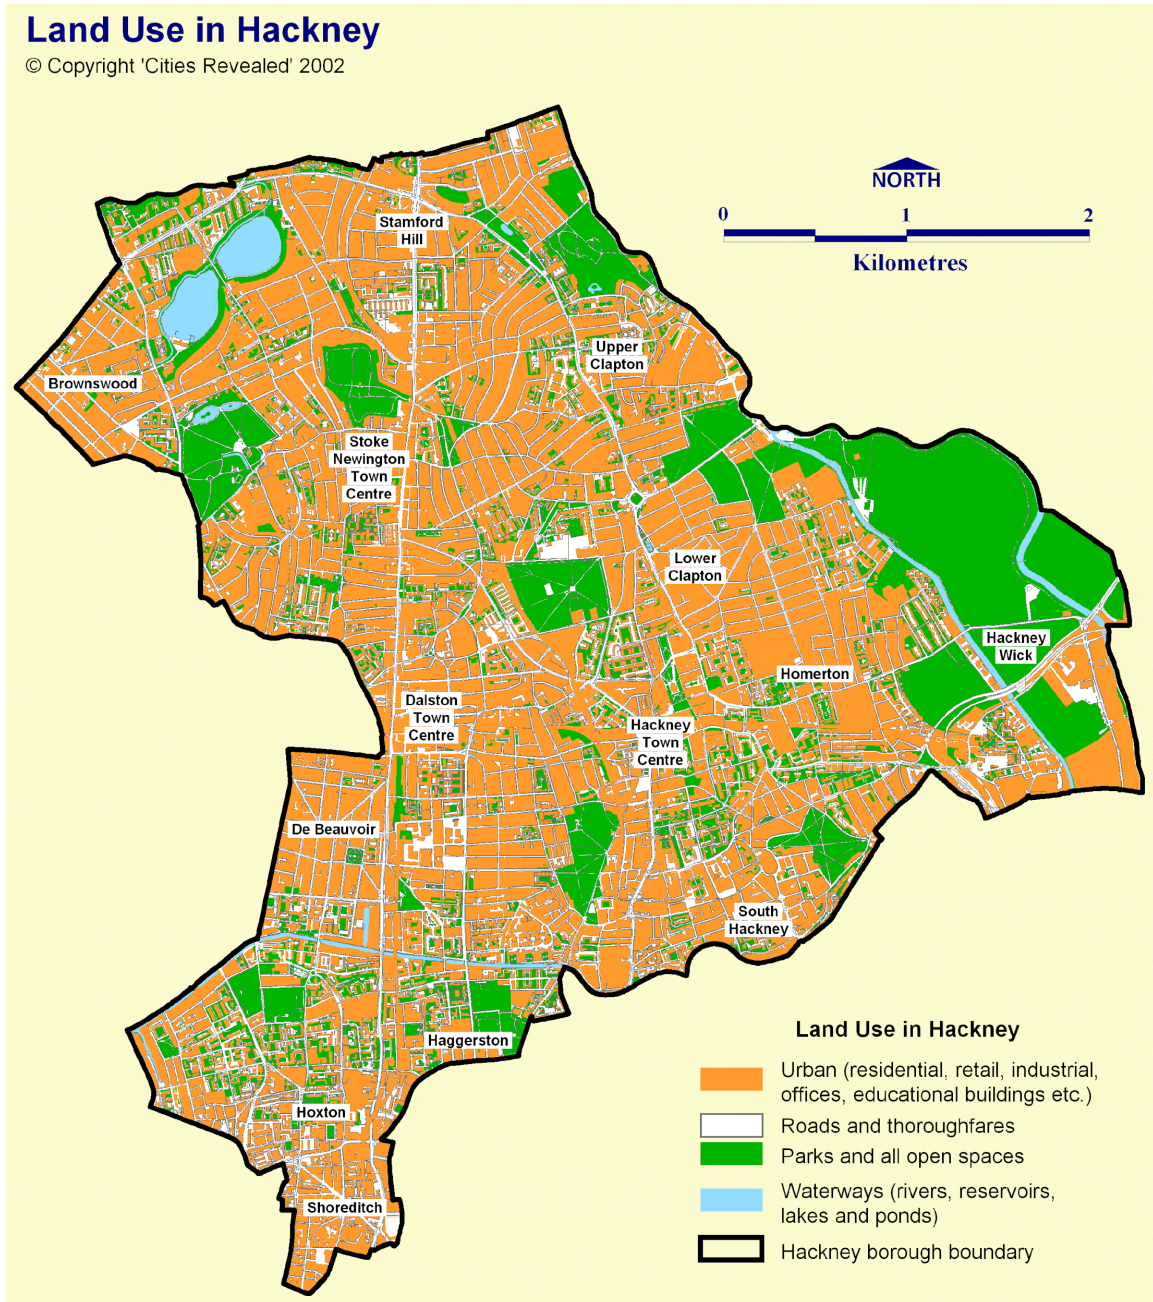 Land Use in Hackney
© Copyright 'Cities Revealed' 2002
NORTH
0 1 2
Kilometres
Stamford
Hill
Upper
Clapton
Brownswood
Stoke
Newington
Town
Centre
Lower
Clapton
Hackney
Wick
Homerton
Dalston
Town
Centre
Hackney
Town
Centre
De Beauvoir
South
Hackney
Haggerston
Hoxton
Shoreditch
Land Use in Hackney
Urban (residential, retail, industrial,
offices, educational buildings etc.)
Roads and thoroughfares
Parks and all open spaces
Waterways (rivers, reservoirs,
lakes and ponds)
Hackney borough boundary